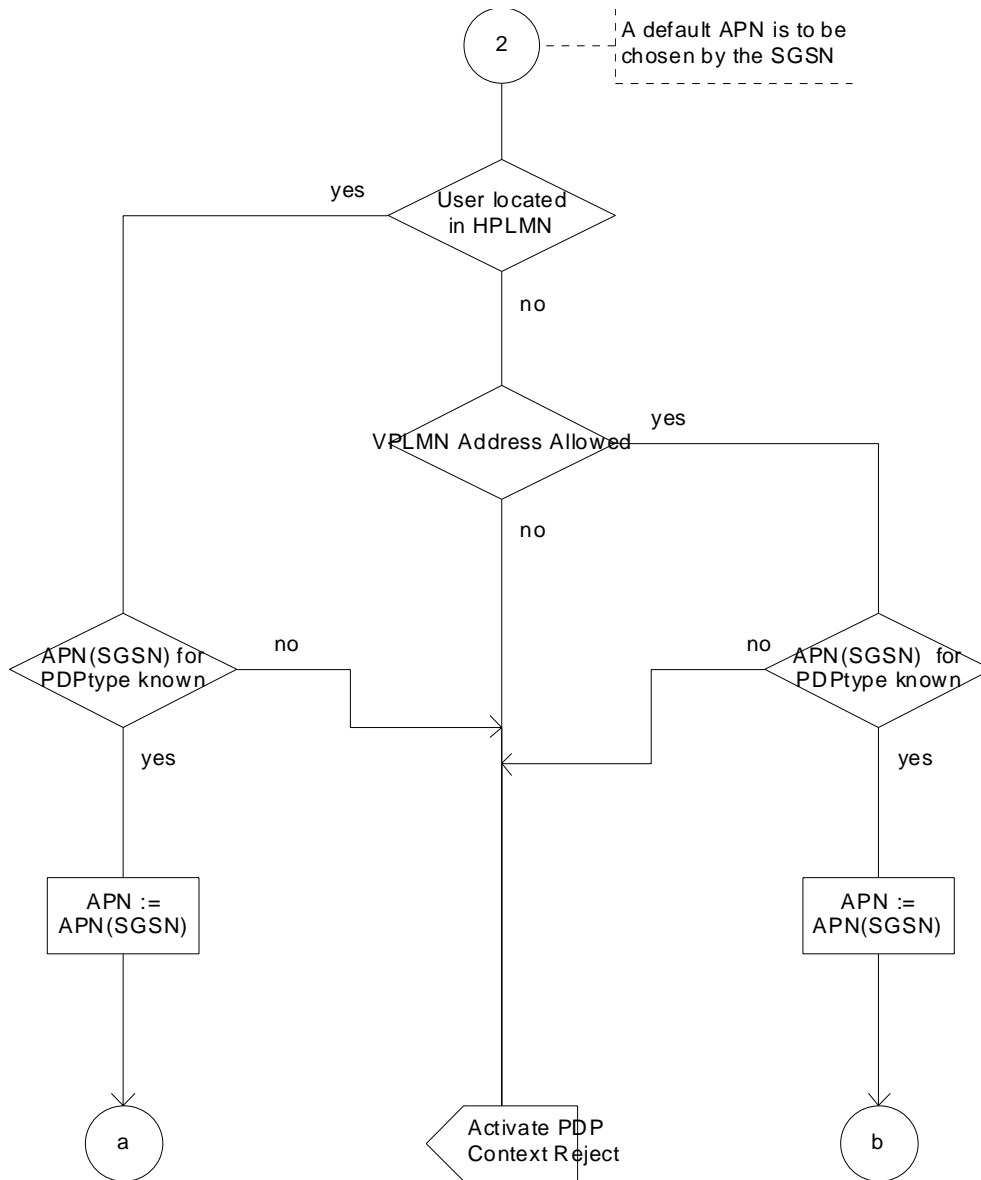 2
A default APN is to be
chosen by the SGSN
yes
User located
in HPLMN
no
VPLMN Address Allowed
yes
no
APN(SGSN) for
PDPtype known
no
no
APN(SGSN) for
PDPtype known
yes
yes
APN :=
APN(SGSN)
APN :=
APN(SGSN)
a
Activate PDP
Context Reject
b